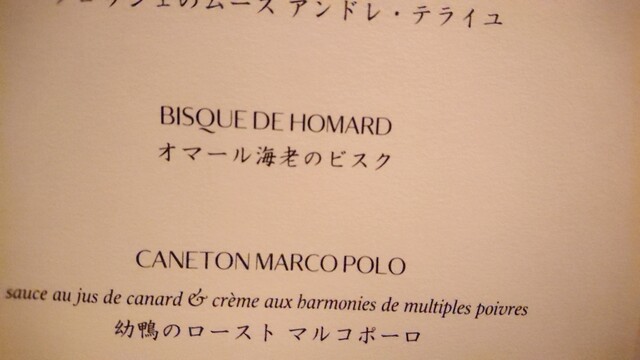 のムース アンドレ・テライユ
BISQUE DE HOMARD
オマール海老のビスク
CANETON MARCO POLO
sauce au jus de canard & crème aux harmonies de multiples poivres
幼鴨のロースト マルコポーロ